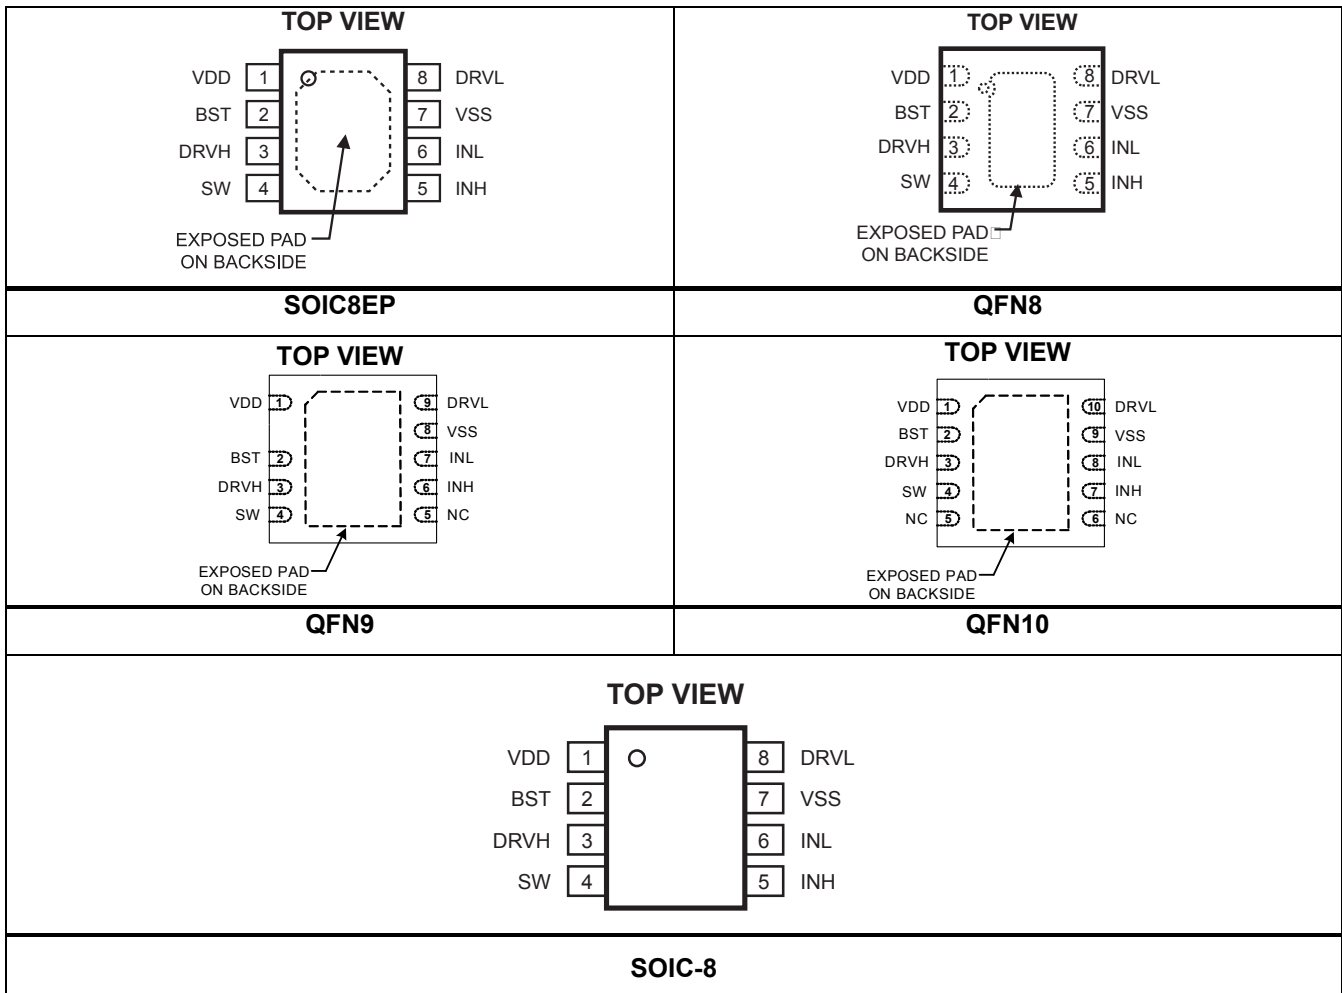 TOP VIEW
VDD 1 8 DRVL
BST 2 7 VSS
DRVH 3 6 INL
SW 4 5 INH
EXPOSED PAD
ON BACKSIDE
SOIC8EP
TOP VIEW
VDD 1 8 DRVL
BST 2 7 VSS
DRVH 3 6 INL
SW 4 5 INH
EXPOSED PAD
ON BACKSIDE
QFN8
TOP VIEW
VDD 1 9 DRVL
8 VSS
BST 2 7 INL
DRVH 3 6 INH
SW 4 5 NC
EXPOSED PAD
ON BACKSIDE
QFN9
TOP VIEW
VDD 1 10 DRVL
BST 2 9 VSS
DRVH 3 8 INL
SW 4 7 INH
NC 5 6 NC
EXPOSED PAD
ON BACKSIDE
QFN10
TOP VIEW
VDD 1 8 DRVL
BST 2 7 VSS
DRVH 3 6 INL
SW 4 5 INH
SOIC-8